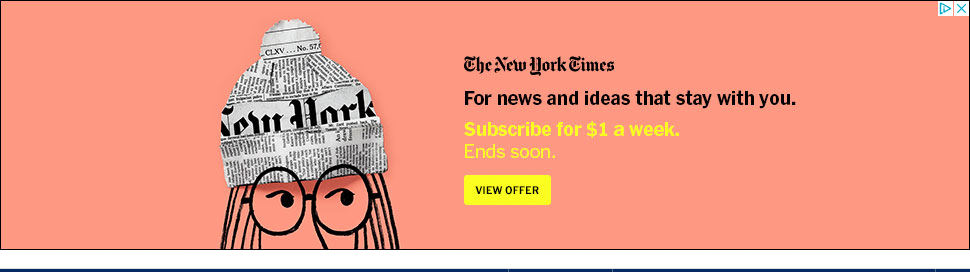 CLXV . . . No. 57,
New York
The New York Times
For news and ideas that stay with you.
Subscribe for $1 a week.
Ends soon.
VIEW OFFER